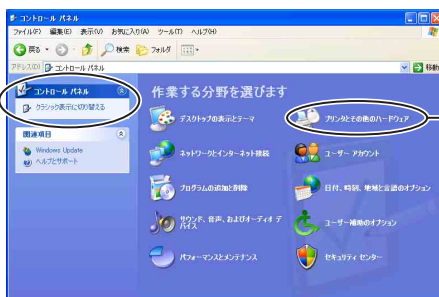 コントロール パネル
ファイル(F) 編集(E) 表示(V) お気に入り(A) ツール(T) ヘルプ(H)
戻る 検索 フォルダ
アドレス(D) コントロール パネル 移動
コントロール パネル
クラシック表示に切り替える
関連項目
Windows Update
ヘルプとサポート
作業する分野を選びます
デスクトップの表示とテーマ
プリンタとその他のハードウェア
ネットワークとインターネット接続
ユーザー アカウント
プログラムの追加と削除
日付、時刻、地域と言語のオプション
サウンド、音声、およびオーディオ デバイス
ユーザー補助のオプション
パフォーマンスとメンテナンス
セキュリティ センター